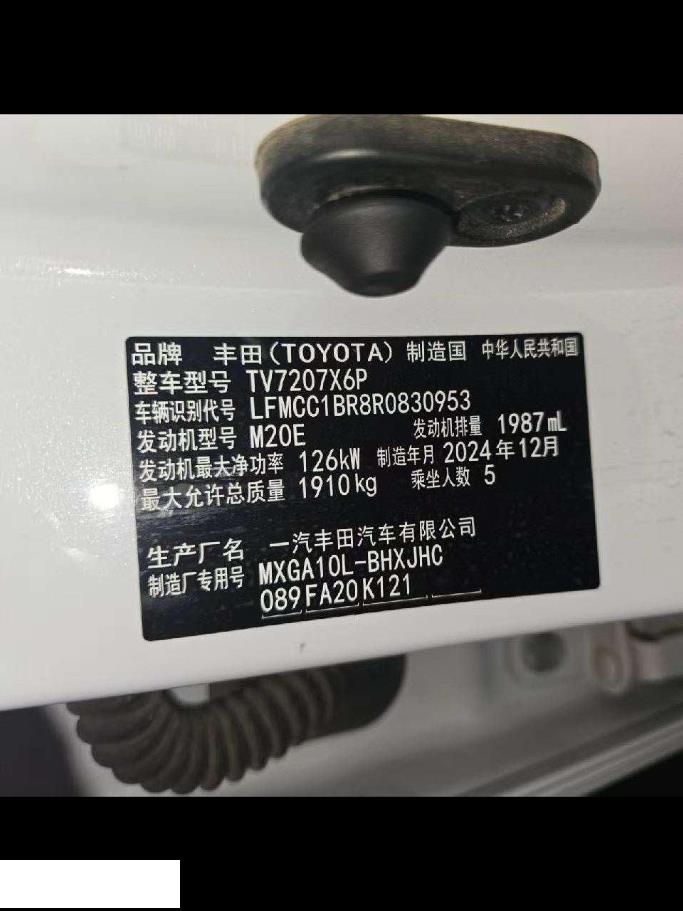 品牌 丰田(TOYOTA) 制造国 中华人民共和国
整车型号 TV7207X6P
车辆识别代号 LFMCC1BR8R0830953
发动机型号 M20E 发动机排量 1987mL
发动机最大净功率 126kW 制造年月 2024年12月
最大允许总质量 1910kg 乘坐人数 5
生产厂名 一汽丰田汽车有限公司
制造厂专用号 MXGA10L-BHXJHC
089 FA20 K121